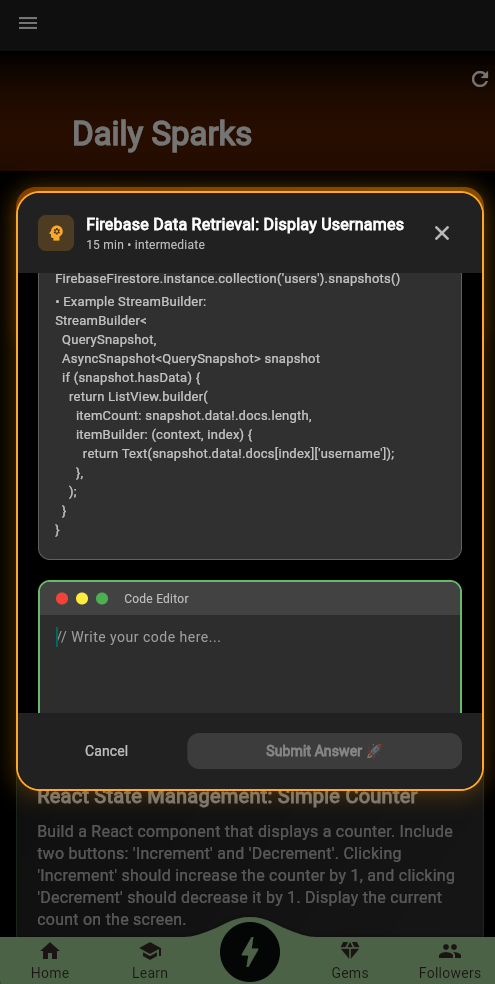 Daily Sparks
Firebase Data Retrieval: Display Usernames
15 min • intermediate
FirebaseFirestore.instance.collection('users').snapshots()
• Example StreamBuilder:
StreamBuilder<
QuerySnapshot,
AsyncSnapshot<QuerySnapshot> snapshot
if (snapshot.hasData) {
return ListView.builder(
itemCount: snapshot.data!.docs.length,
itemBuilder: (context, index) {
return Text(snapshot.data!.docs[index]['username']);
},
);
}
}
Code Editor
// Write your code here...
Cancel
Submit Answer 🚀
React State Management: Simple Counter
Build a React component that displays a counter. Include
two buttons: 'Increment' and 'Decrement'. Clicking
'Increment' should increase the counter by 1, and clicking
'Decrement' should decrease it by 1. Display the current
count on the screen.
Home
Learn
Gems
Followers